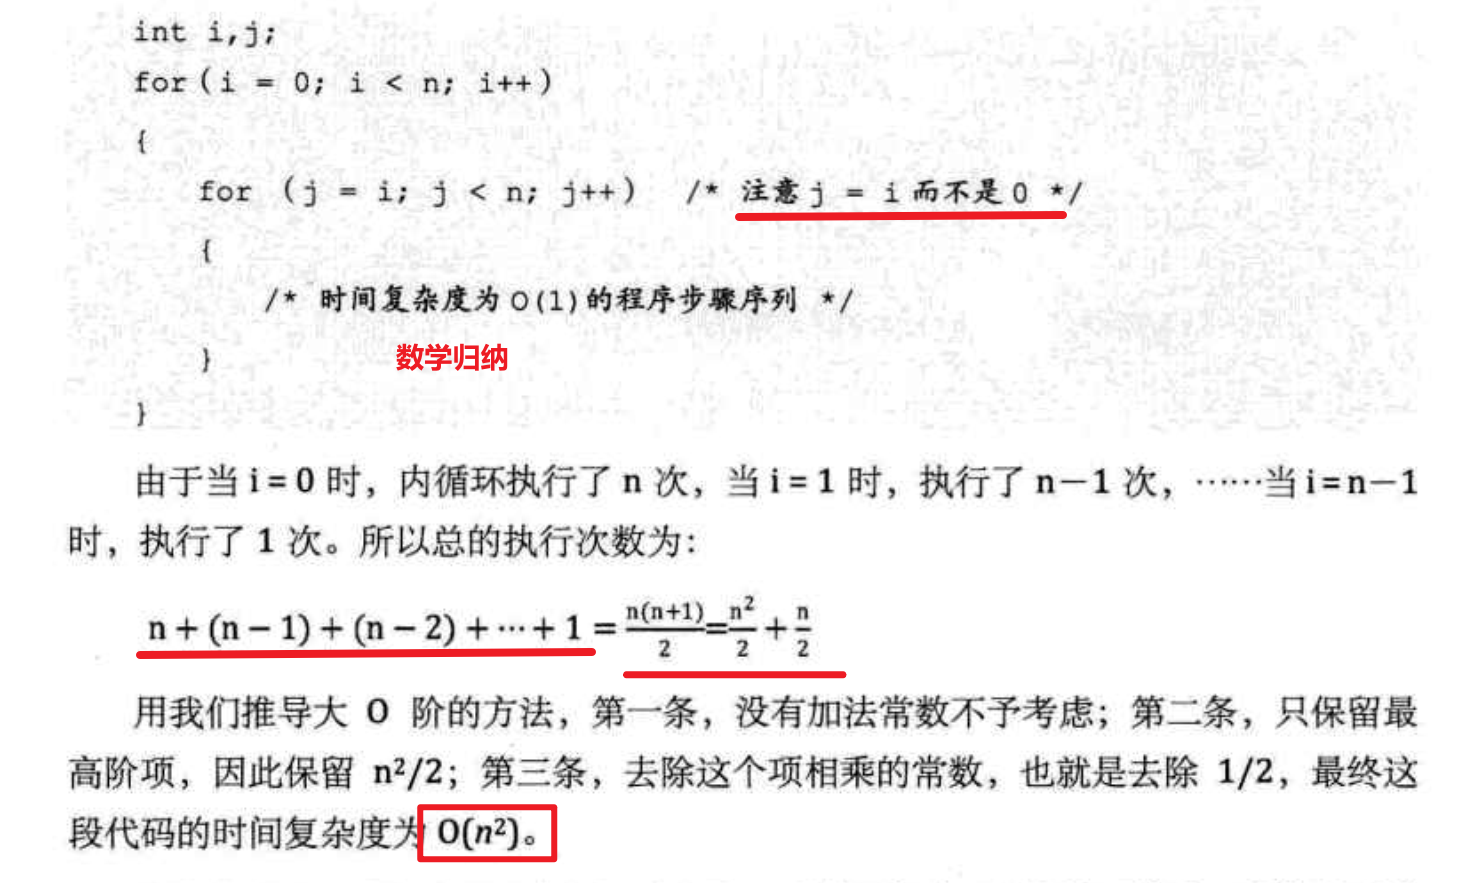 int i,j;
for(i = 0; i < n; i++)
{
for (j = i; j < n; j++) /* 注意j = i而不是0 */
{
/* 时间复杂度为O(1)的程序步骤序列 */
}
数学归纳
}
由于当 i=0 时，内循环执行了 n 次，当 i=1 时，执行了 n-1 次，……当 i=n-1
时，执行了 1 次。所以总的执行次数为：
n+(n-1)+(n-2)+⋯+1=n(n+1)/2=n²/2+n/2
用我们推导大 O 阶的方法，第一条，没有加法常数不予考虑；第二条，只保留最
高阶项，因此保留 n²/2；第三条，去除这个项相乘的常数，也就是去除 1/2，最终这
段代码的时间复杂度为 O(n²)。